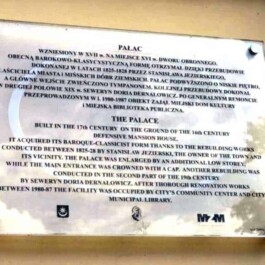 PAŁAC
WZNIESIONY W XVII w. NA MIEJSCE XVI w. DWORU OBRONNEGO.
OBECNĄ BAROKOWO-KLASYCYSTYCZNĄ FORMĘ OTRZYMAŁ DZIĘKI PRZEBUDOWIE
DOKONANEJ W LATACH 1825-1828 PRZEZ STANISŁAWA JEZIERSKIEGO,
WŁAŚCICIELA MIASTA I MIŃSKICH DÓBR ZIEMSKICH. PAŁAC PODWYŻSZONO O NISKIE PIĘTRO,
A GŁÓWNE WEJŚCIE ZWIEŃCZONO TYMPANONEM. KOLEJNEJ PRZEBUDOWY DOKONAŁ
W DRUGIEJ POŁOWIE XIX w. SEWERYN DORIA DERNAŁOWICZ. PO GENERALNYM REMONCIE
PRZEPROWADZONYM W L. 1980-1987 OBIEKT ZAJĄŁ MIEJSKI DOM KULTURY
I MIEJSKA BIBLIOTEKA PUBLICZNA.
THE PALACE
BUILT IN THE 17th CENTURY ON THE GROUND OF THE 16th CENTURY
DEFENSIVE MANSION HOUSE.
IT ACQUIRED ITS BAROQUE-CLASSICIST FORM THANKS TO THE REBUILDING WORKS
CONDUCTED BETWEEN 1825-28 BY STANISŁAW JEZIERSKI, THE OWNER OF THE TOWN AND
ITS VICINITY. THE PALACE WAS ENLARGED BY AN ADDITIONAL LOW STOREY,
WHILE THE MAIN ENTRANCE WAS CROWNED WITH A CAP. ANOTHER REBUILDING WAS
CONDUCTED IN THE SECOND PART OF THE 19th CENTURY
BY SEWERYN DORIA DERNAŁOWICZ. AFTER THOROUGH RENOVATION WORKS
BETWEEN 1980-87 THE FACILITY WAS OCCUPIED BY CITY'S COMMUNITY CENTER AND CITY
MUNICIPAL LIBRARY.